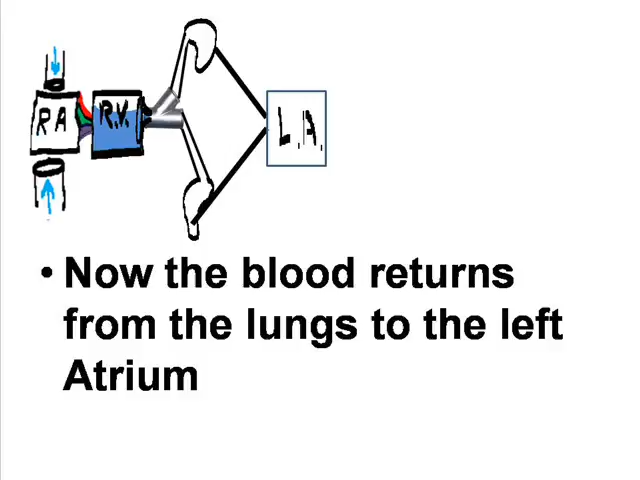 RA
R.V.
L.A.
• Now the blood returns
from the lungs to the left
Atrium